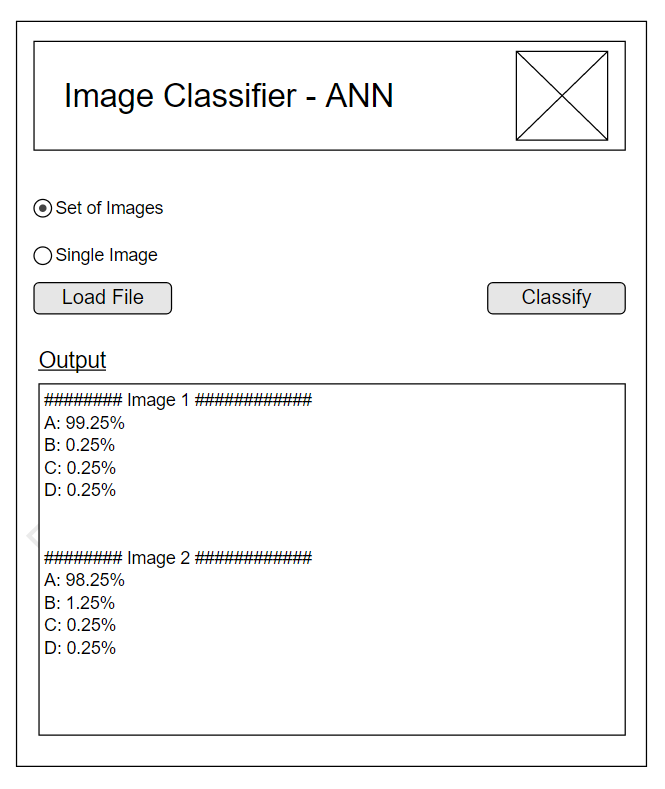 Image Classifier - ANN
Set of Images
Single Image
Load File
Classify
Output
######## Image 1 ############
A: 99.25%
B: 0.25%
C: 0.25%
D: 0.25%
######## Image 2 ############
A: 98.25%
B: 1.25%
C: 0.25%
D: 0.25%